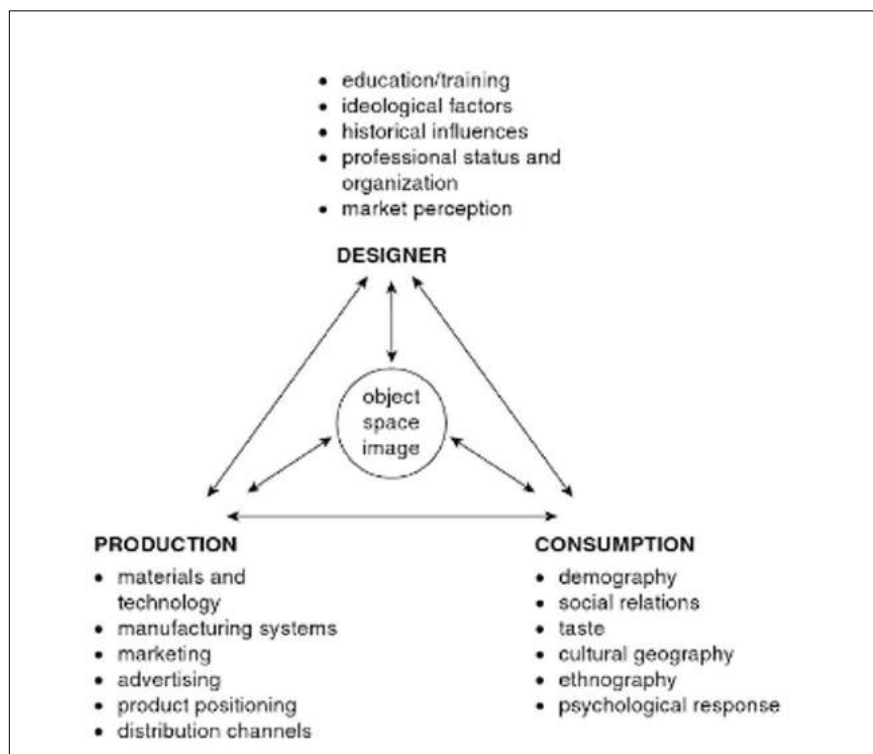 • education/training
• ideological factors
• historical influences
• professional status and
organization
• market perception
DESIGNER
object
space
image
PRODUCTION
• materials and
technology
• manufacturing systems
• marketing
• advertising
• product positioning
• distribution channels
CONSUMPTION
• demography
• social relations
• taste
• cultural geography
• ethnography
• psychological response